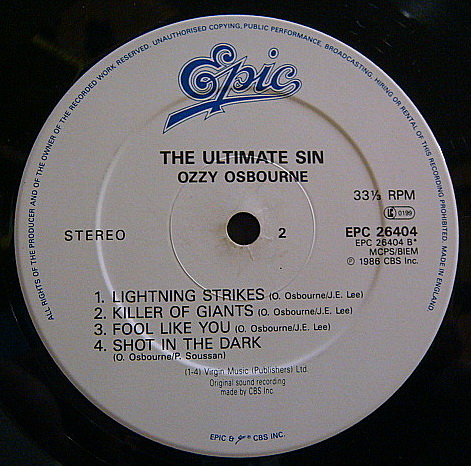 ALL RIGHTS OF THE PRODUCER AND OF THE OWNER OF THE RECORDED WORK RESERVED. UNAUTHORISED COPYING, PUBLIC PERFORMANCE, BROADCASTING, HIRING OR RENTAL OF THIS RECORDING PROHIBITED. MADE IN ENGLAND.
Epic
THE ULTIMATE SIN
OZZY OSBOURNE
33⅓ RPM
LC 0199
STEREO
2
EPC 26404
EPC 26404 B*
MCPS/BIEM
℗ 1986 CBS Inc.
1. LIGHTNING STRIKES (O. Osbourne/J.E. Lee)
2. KILLER OF GIANTS (O. Osbourne/J.E. Lee)
3. FOOL LIKE YOU (O. Osbourne/J.E. Lee)
4. SHOT IN THE DARK
(O. Osbourne/P. Soussan)
(1-4) Virgin Music (Publishers) Ltd.
Original sound recording
made by CBS Inc
EPIC & ® CBS INC.